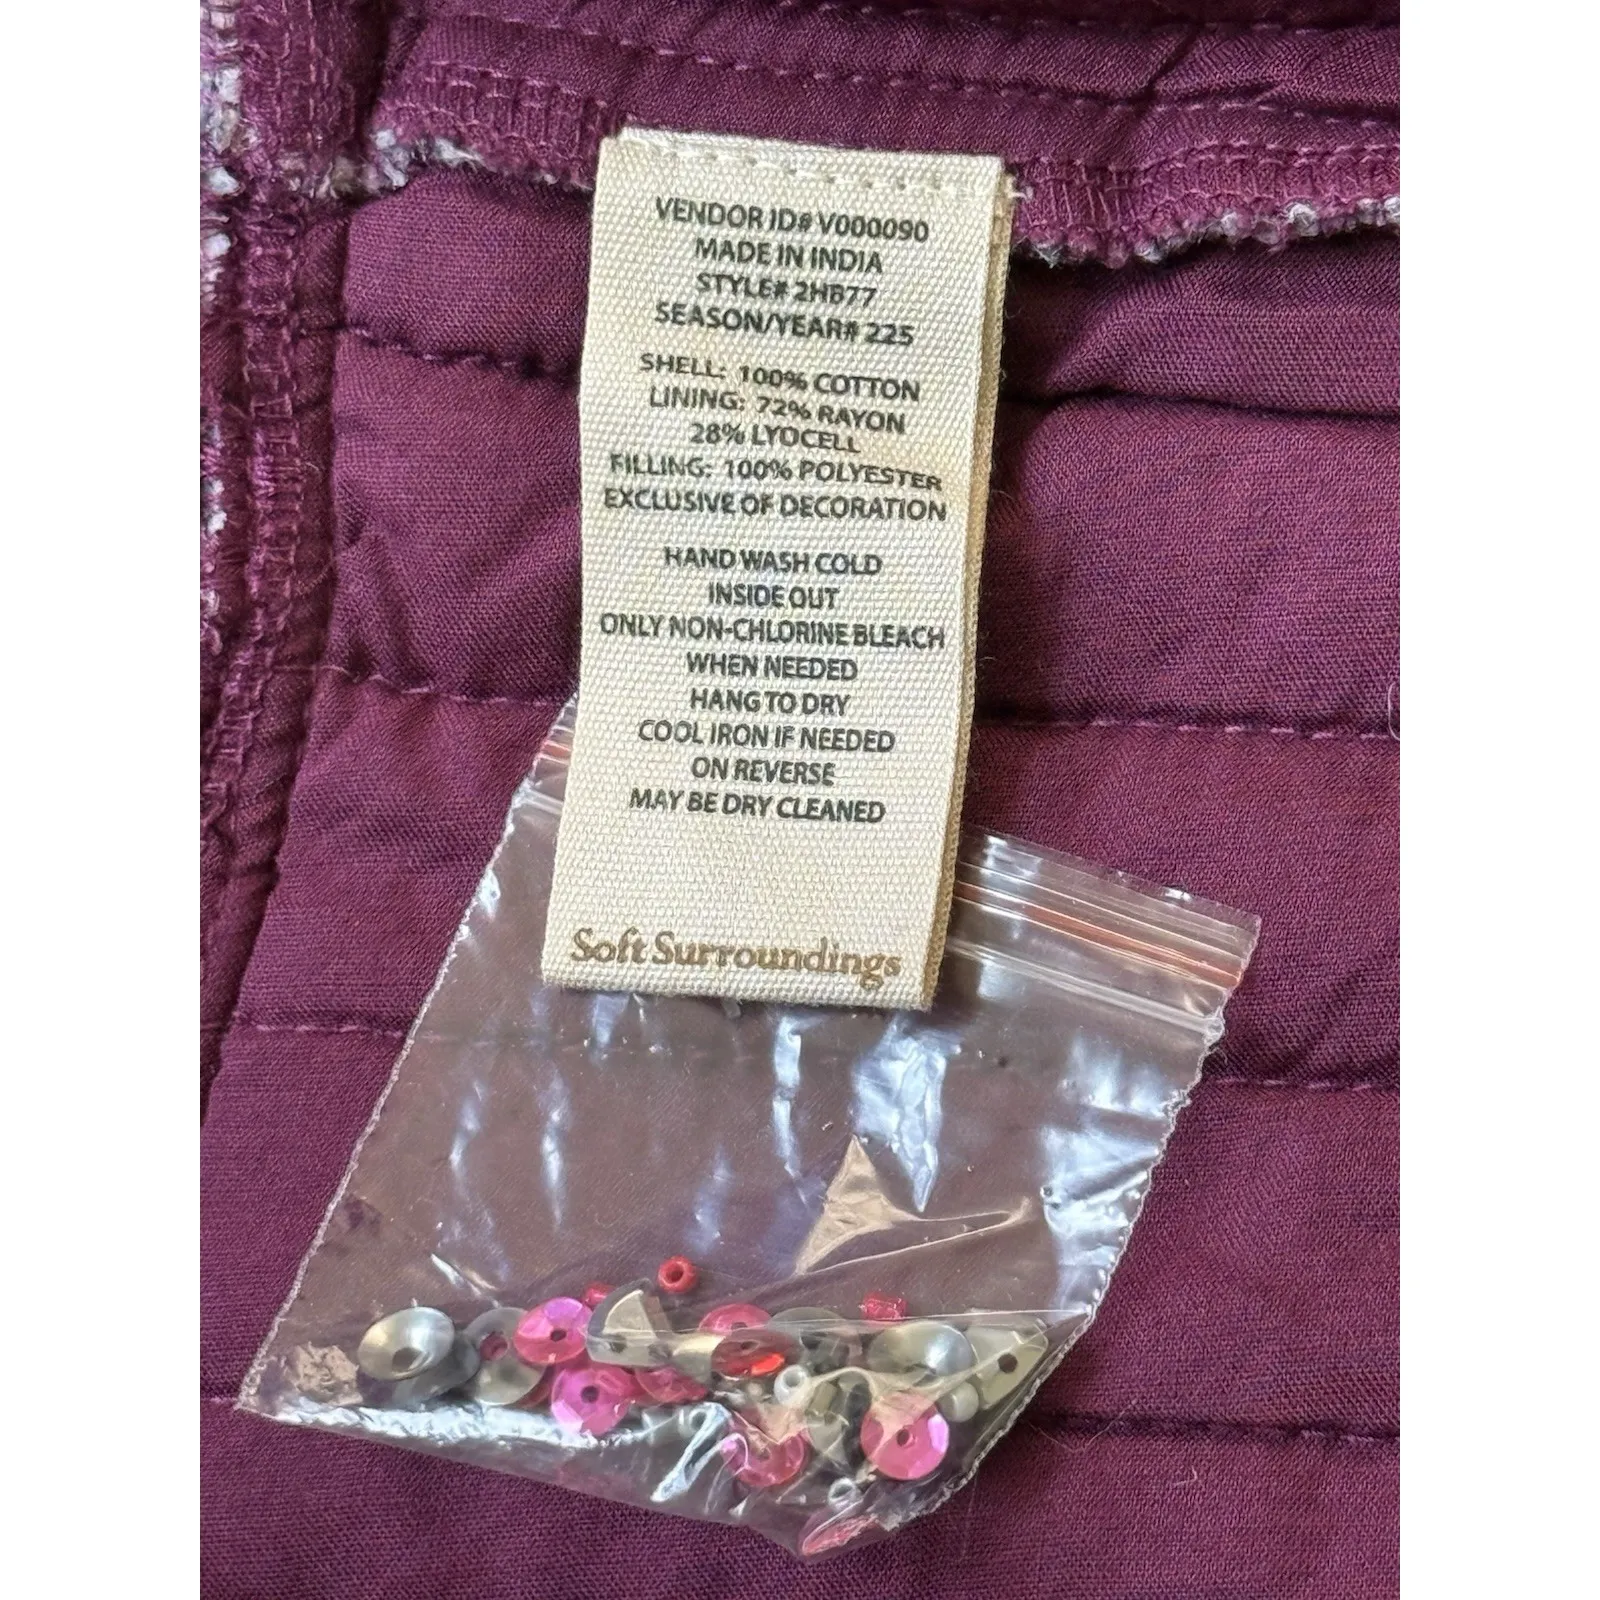 VENDOR ID# V000090
MADE IN INDIA
STYLE# 2HB77
SEASON/YEAR# 225
SHELL: 100% COTTON
LINING: 72% RAYON
28% LYOCELL
FILLING: 100% POLYESTER
EXCLUSIVE OF DECORATION
HAND WASH COLD
INSIDE OUT
ONLY NON-CHLORINE BLEACH
WHEN NEEDED
HANG TO DRY
COOL IRON IF NEEDED
ON REVERSE
MAY BE DRY CLEANED
Soft Surroundings